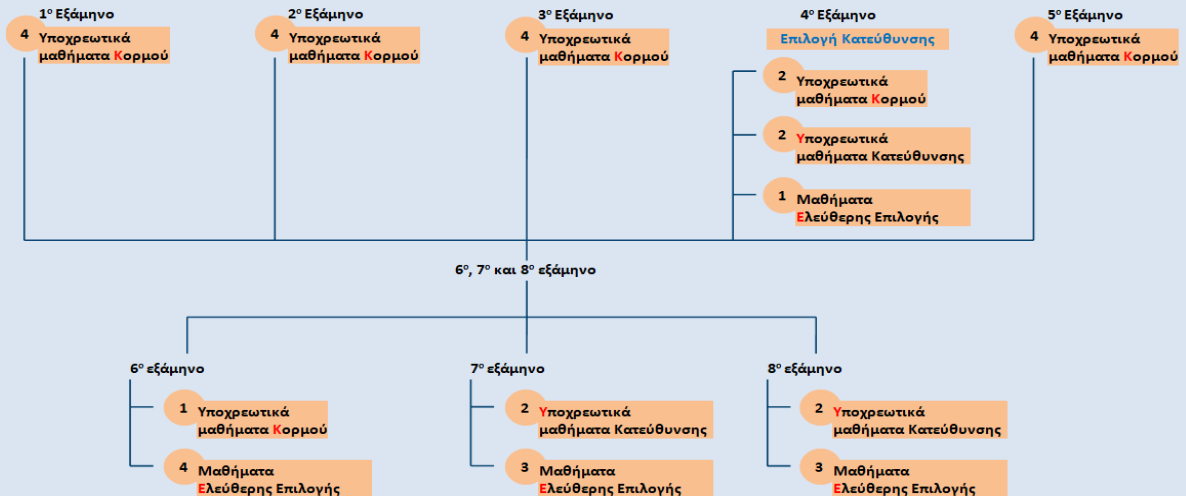 1ο Εξάμηνο
4 Υποχρεωτικά
μαθήματα Κορμού
2ο Εξάμηνο
4 Υποχρεωτικά
μαθήματα Κορμού
3ο Εξάμηνο
4 Υποχρεωτικά
μαθήματα Κορμού
4ο Εξάμηνο
Επιλογή Κατεύθυνσης
2 Υποχρεωτικά
μαθήματα Κορμού
2 Υποχρεωτικά
μαθήματα Κατεύθυνσης
1 Μαθήματα
Ελεύθερης Επιλογής
5ο Εξάμηνο
4 Υποχρεωτικά
μαθήματα Κορμού
6ο, 7ο και 8ο εξάμηνο
6ο εξάμηνο
1 Υποχρεωτικά
μαθήματα Κορμού
4 Μαθήματα
Ελεύθερης Επιλογής
7ο εξάμηνο
2 Υποχρεωτικά
μαθήματα Κατεύθυνσης
3 Μαθήματα
Ελεύθερης Επιλογής
8ο εξάμηνο
2 Υποχρεωτικά
μαθήματα Κατεύθυνσης
3 Μαθήματα
Ελεύθερης Επιλογής